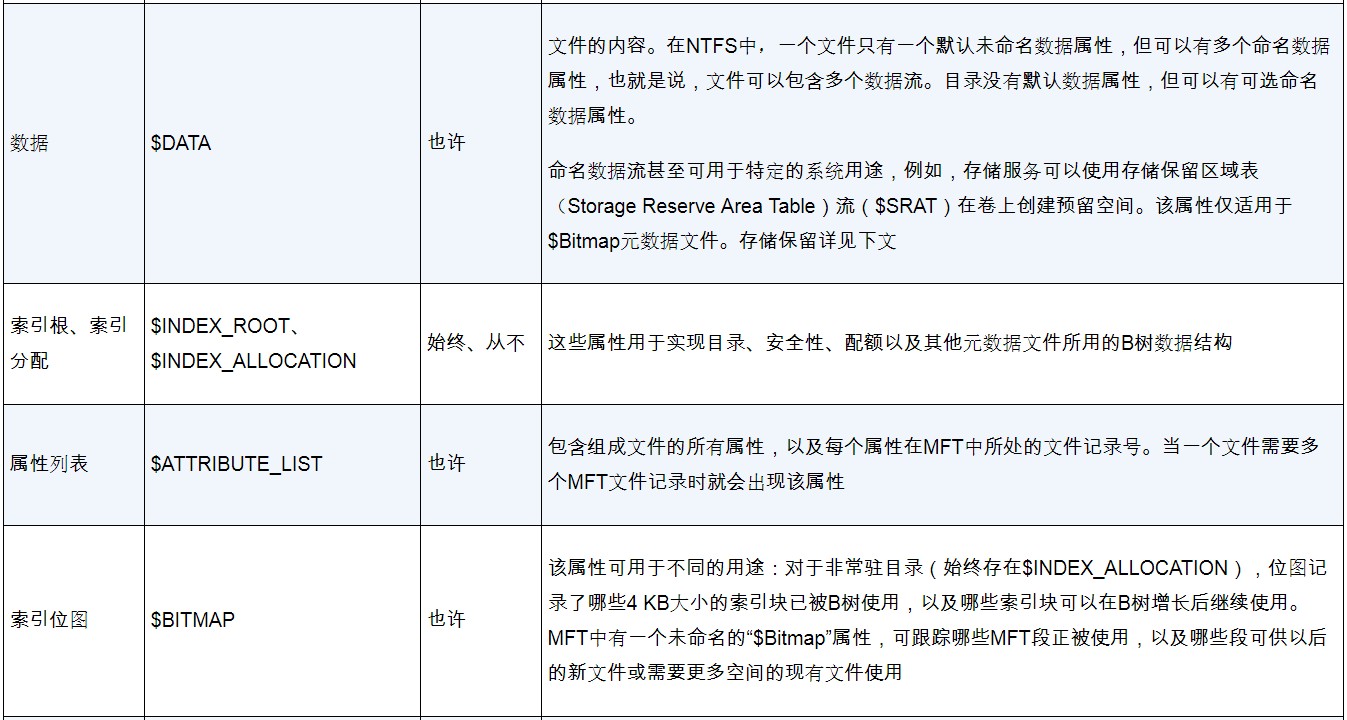 数据
$DATA
也许
文件的内容。在NTFS中，一个文件只有一个默认未命名数据属性，但可以有多个命名数据
属性，也就是说，文件可以包含多个数据流。目录没有默认数据属性，但可以有可选命名
数据属性。
命名数据流甚至可用于特定的系统用途，例如，存储服务可以使用存储保留区域表
（Storage Reserve Area Table）流（$SRAT）在卷上创建预留空间。该属性仅适用于
$Bitmap元数据文件。存储保留详见下文
索引根、索引
分配
$INDEX_ROOT、
$INDEX_ALLOCATION
始终、从不
这些属性用于实现目录、安全性、配额以及其他元数据文件所用的B树数据结构
属性列表
$ATTRIBUTE_LIST
也许
包含组成文件的所有属性，以及每个属性在MFT中所处的文件记录号。当一个文件需要多
个MFT文件记录时就会出现该属性
索引位图
$BITMAP
也许
该属性可用于不同的用途：对于非常驻目录（始终存在$INDEX_ALLOCATION），位图记
录了哪些4 KB大小的索引块已被B树使用，以及哪些索引块可以在B树增长后继续使用。
MFT中有一个未命名的“$Bitmap”属性，可跟踪哪些MFT段正被使用，以及哪些段可供以后
的新文件或需要更多空间的现有文件使用